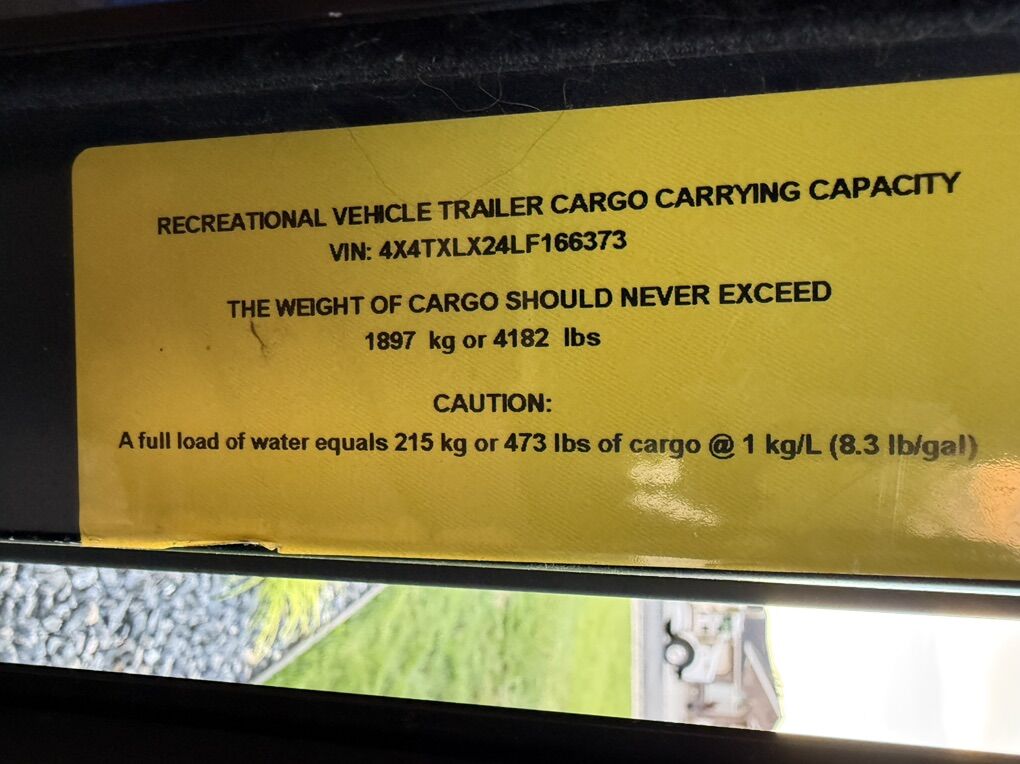 RECREATIONAL VEHICLE TRAILER CARGO CARRYING CAPACITY
VIN: 4X4TXLX24LF166373
THE WEIGHT OF CARGO SHOULD NEVER EXCEED
1897 kg or 4182 lbs
CAUTION:
A full load of water equals 215 kg or 473 lbs of cargo @ 1 kg/L (8.3 lb/gal)